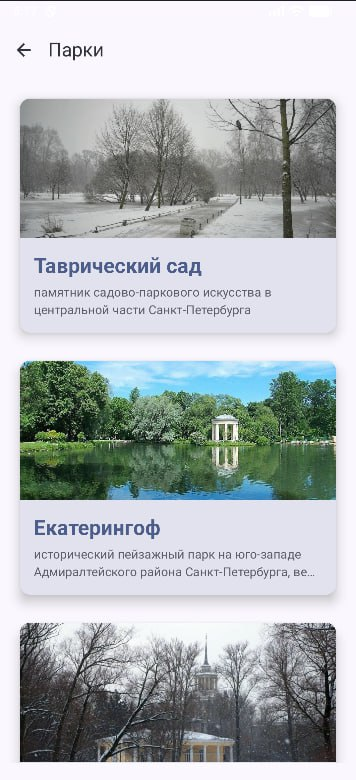 Парки
Таврический сад
памятник садово-паркового искусства в
центральной части Санкт-Петербурга
Екатерингоф
исторический пейзажный парк на юго-западе
Адмиралтейского района Санкт-Петербурга, ве...